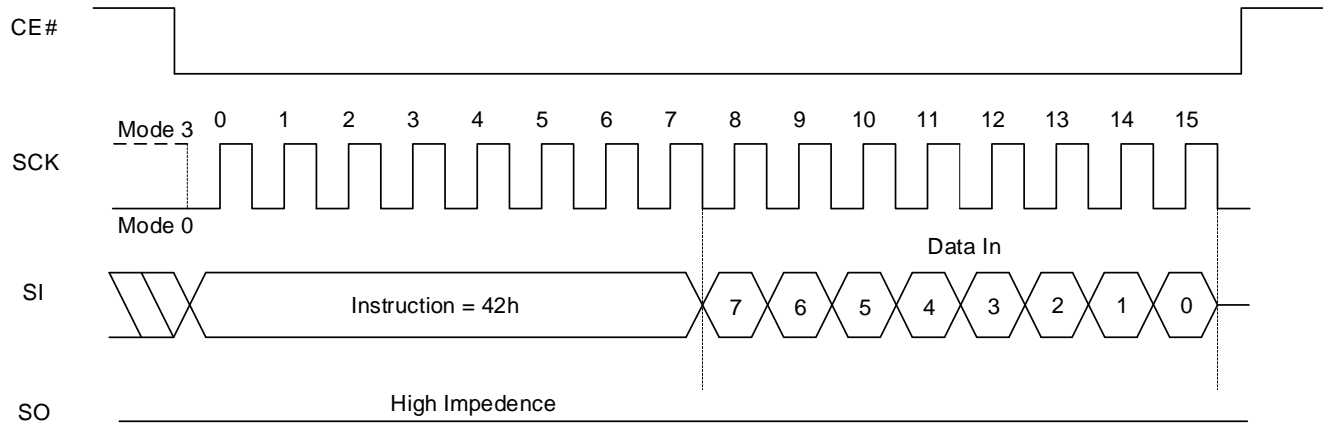 CE#
Mode 3
0 1 2 3 4 5 6 7 8 9 10 11 12 13 14 15
SCK
Mode 0
Data In
SI
Instruction = 42h
7 6 5 4 3 2 1 0
High Impedence
SO